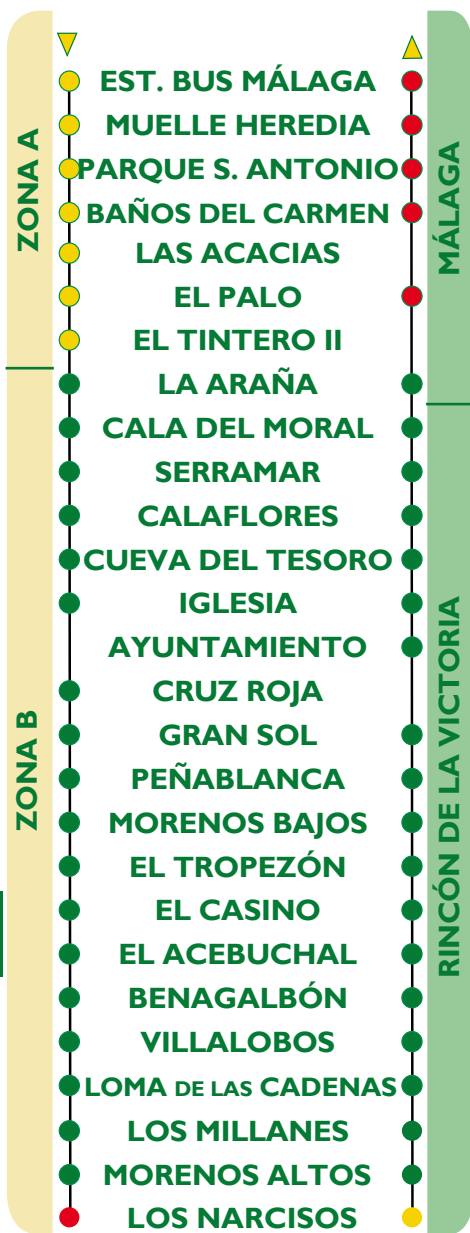 ZONA A
ZONA B
EST. BUS MÁLAGA
MUELLE HEREDIA
PARQUE S. ANTONIO
BAÑOS DEL CARMEN
LAS ACACIAS
EL PALO
EL TINTERO II
LA ARAÑA
CALA DEL MORAL
SERRAMAR
CALAFLORES
CUEVA DEL TESORO
IGLESIA
AYUNTAMIENTO
CRUZ ROJA
GRAN SOL
PEÑABLANCA
MORENOS BAJOS
EL TROPEZÓN
EL CASINO
EL ACEBUCHAL
BENAGALBÓN
VILLALOBOS
LOMA DE LAS CADENAS
LOS MILLANES
MORENOS ALTOS
LOS NARCISOS
MÁLAGA
RINCÓN DE LA VICTORIA